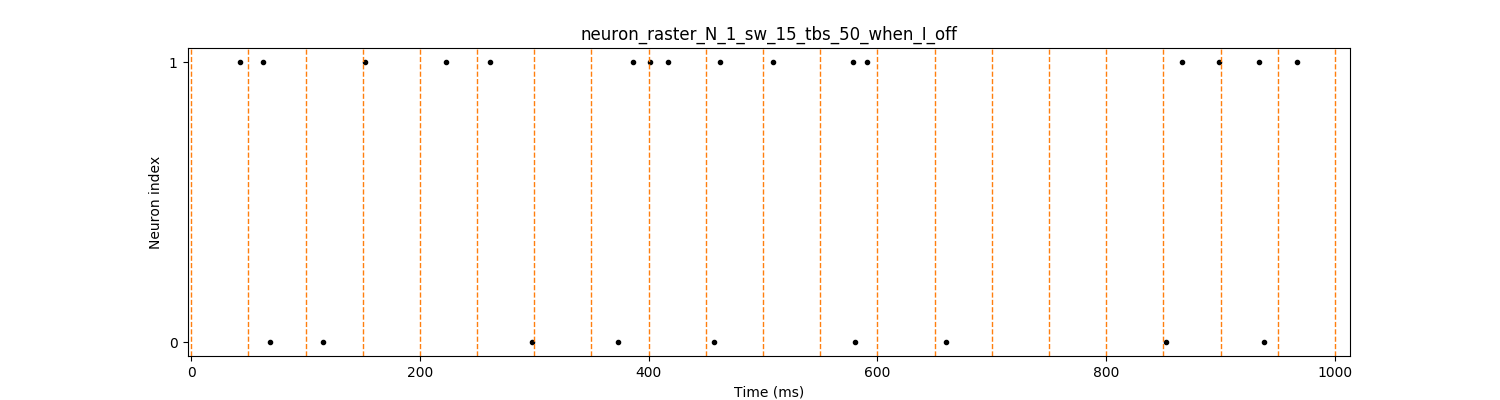 neuron_raster_N_1_sw_15_tbs_50_when_I_off
Neuron index
1
0
0 200 400 600 800 1000
Time (ms)